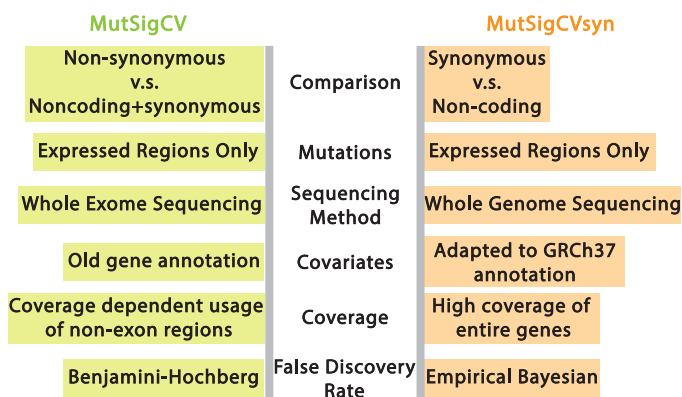 MutSigCV
MutSigCVsyn
Non-synonymous
v.s.
Noncoding+synonymous
Comparison
Synonymous
v.s.
Non-coding
Expressed Regions Only
Mutations
Expressed Regions Only
Whole Exome Sequencing
Sequencing
Method
Whole Genome Sequencing
Old gene annotation
Covariates
Adapted to GRCh37
annotation
Coverage dependent usage
of non-exon regions
Coverage
High coverage of
entire genes
Benjamini-Hochberg
False Discovery
Rate
Empirical Bayesian